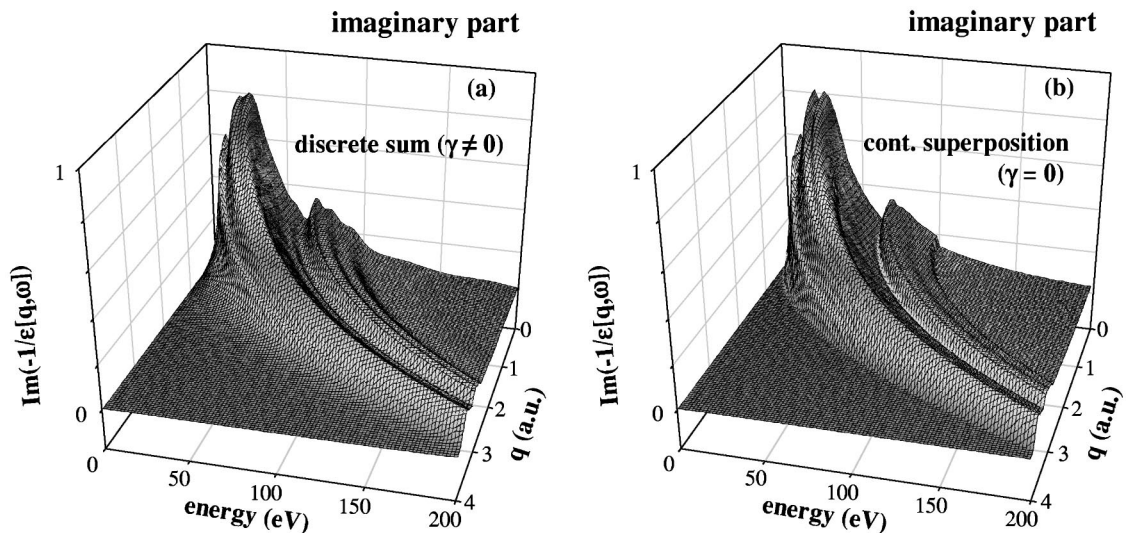 imaginary part
(a)
discrete sum (γ ≠ 0)
1
0
Im(-1/ε[q,ω])
0
50
100
150
200
energy (eV)
0
1
2
3
4
q (a.u.)
imaginary part
(b)
cont. superposition
(γ = 0)
1
0
Im(-1/ε[q,ω])
0
50
100
150
200
energy (eV)
0
1
2
3
4
q (a.u.)